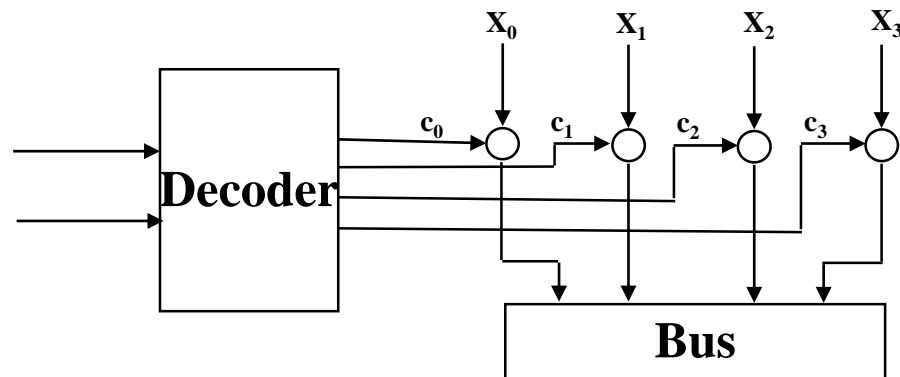 X₀ X₁ X₂ X₃
c₀ c₁ c₂ c₃
Decoder
Bus